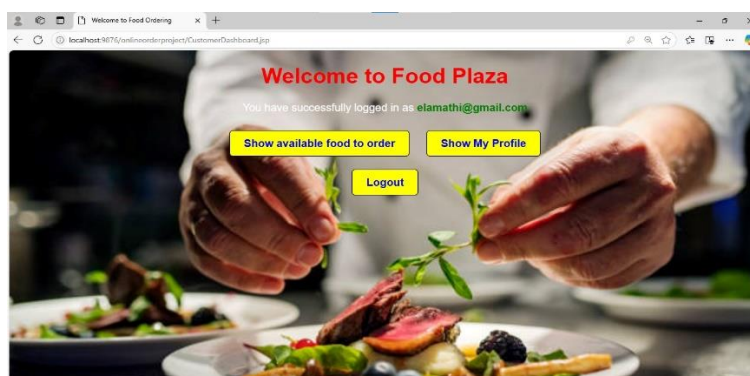 Welcome to Food Ordering
localhost:9876/onlineorderproject/CustomerDashboard.jsp
Welcome to Food Plaza
You have successfully logged in as elamathi@gmail.com
Show available food to order Show My Profile
Logout